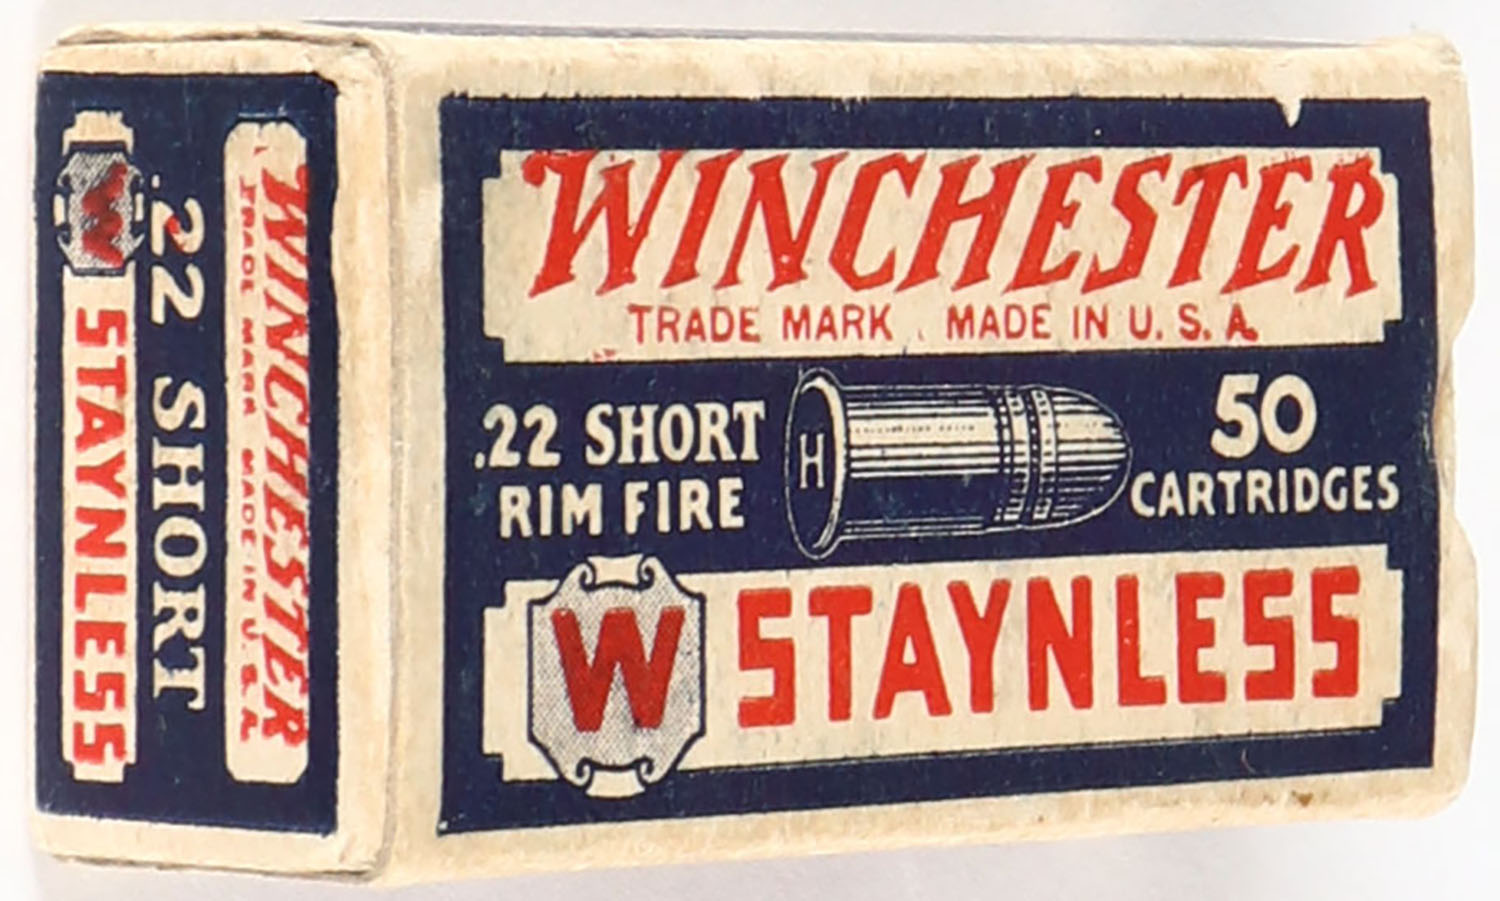 WINCHESTER
TRADE MARK MADE IN U. S. A.
.22 SHORT
RIM FIRE
H
50
CARTRIDGES
W STAYNLESS
WINCHESTER
TRADE MARK MADE IN U. S. A.
.22 SHORT
W STAYNLESS